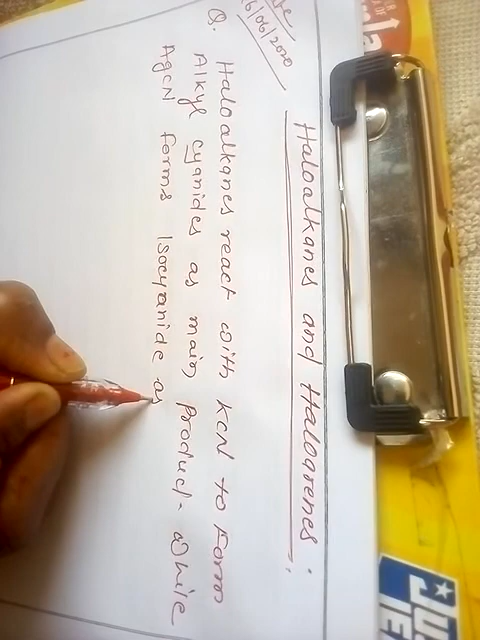 16/06/2020
Haloalkanes and Haloarenes:
Q. Haloalkanes react with KCN to Form
Alkyl cyanides as main Product. While
AgCN forms Isocyanide as